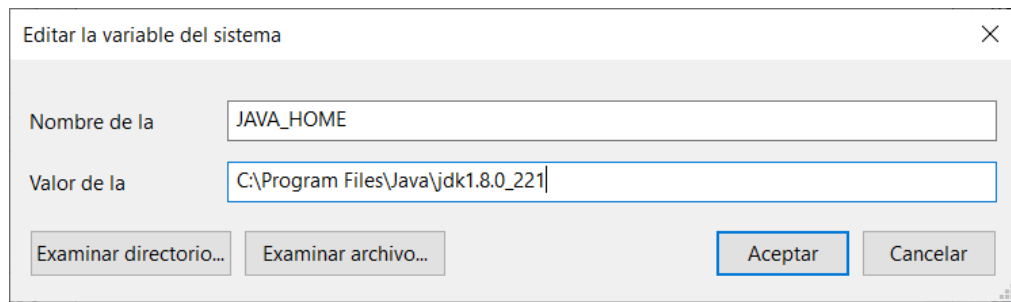 Editar la variable del sistema
Nombre de la JAVA_HOME
Valor de la C:\Program Files\Java\jdk1.8.0_221
Examinar directorio... Examinar archivo... Aceptar Cancelar